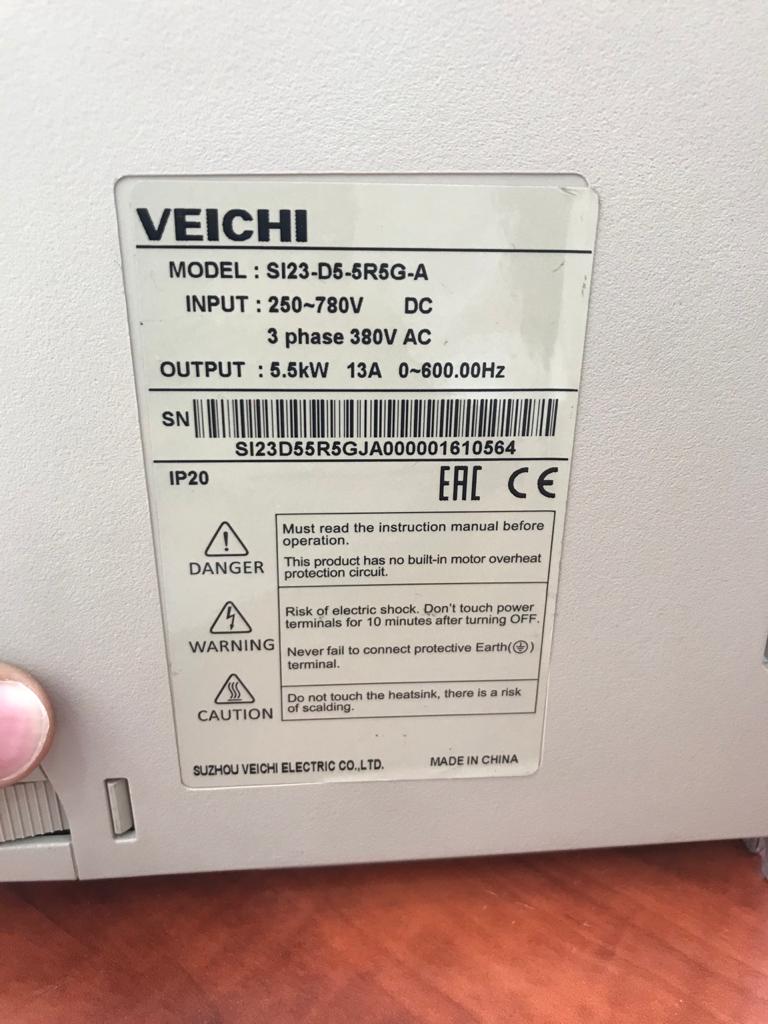 VEICHI
MODEL : SI23-D5-5R5G-A
INPUT : 250~780V DC
3 phase 380V AC
OUTPUT : 5.5kW 13A 0~600.00Hz
SN
SI23D55R5GJA000001610564
IP20 EAC CE
DANGER
Must read the instruction manual before
operation.
This product has no built-in motor overheat
protection circuit.
WARNING
Risk of electric shock. Don't touch power
terminals for 10 minutes after turning OFF.
Never fail to connect protective Earth(⏚)
terminal.
CAUTION
Do not touch the heatsink, there is a risk
of scalding.
SUZHOU VEICHI ELECTRIC CO.,LTD. MADE IN CHINA